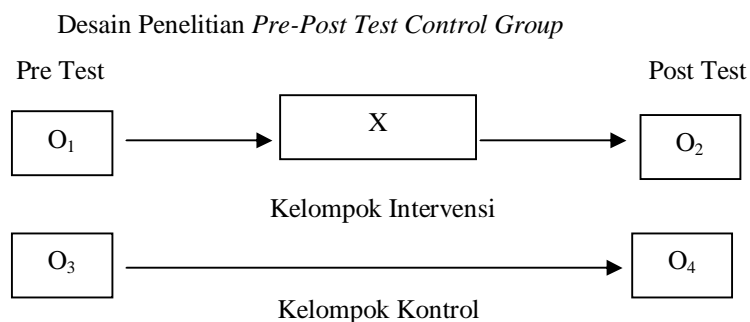 Desain Penelitian Pre-Post Test Control Group
Pre Test Post Test
O₁ X O₂
Kelompok Intervensi
O₃ O₄
Kelompok Kontrol